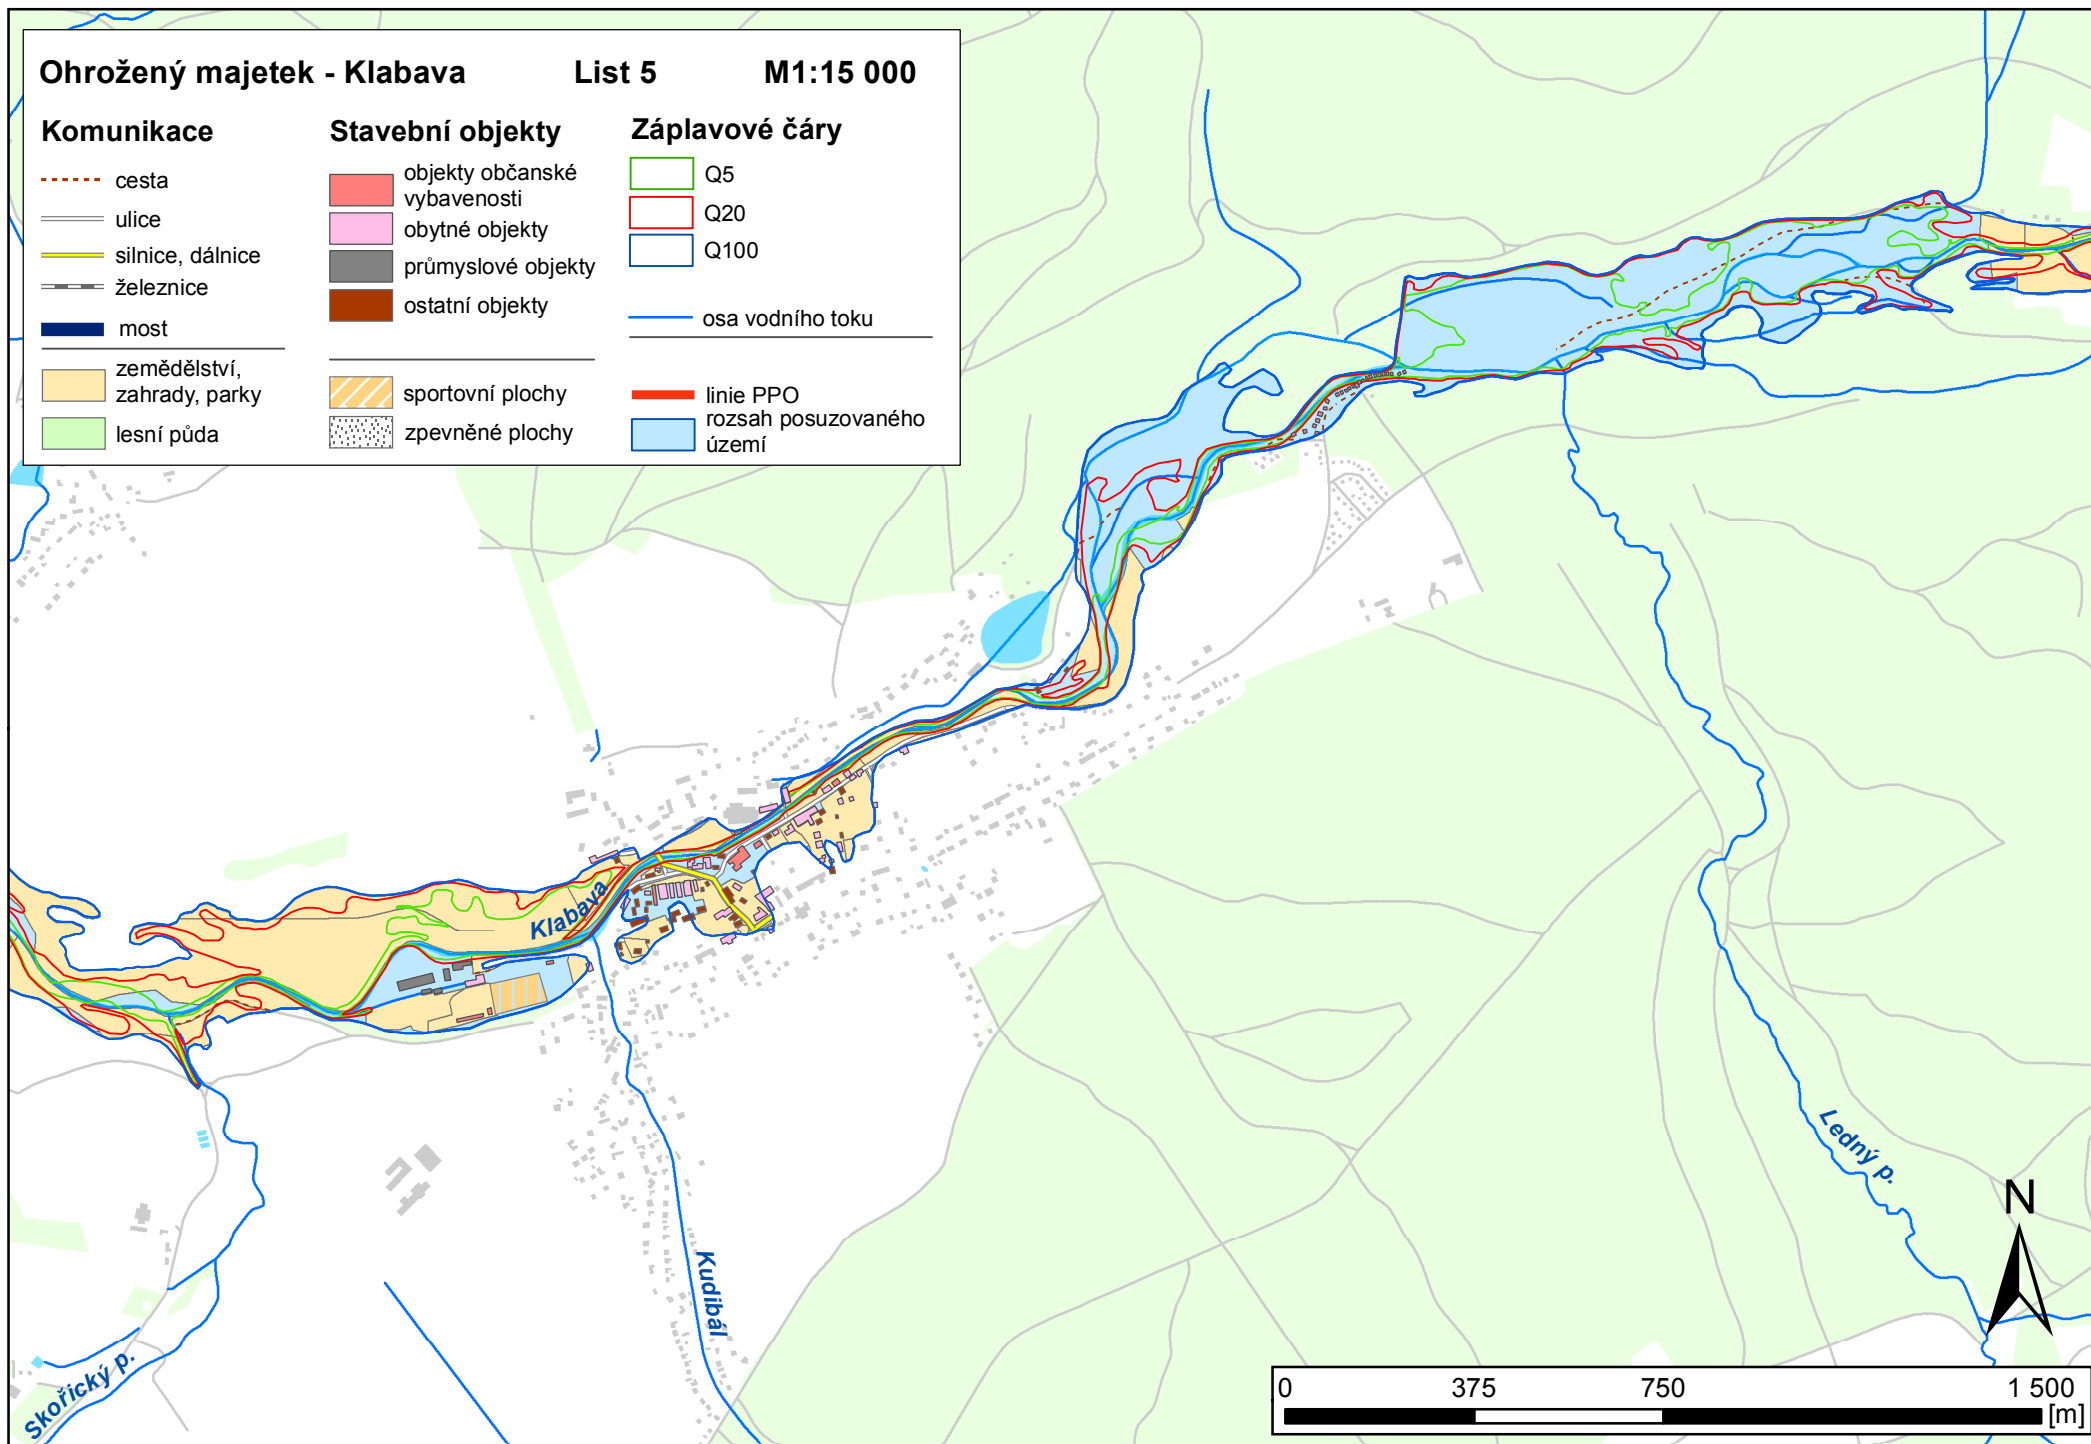 Ohrožený majetek - Klabava List 5 M1:15 000
Komunikace
cesta
ulice
silnice, dálnice
železnice
most
zemědělství,
zahrady, parky
lesní půda
Stavební objekty
objekty občanské
vybavenosti
obytné objekty
průmyslové objekty
ostatní objekty
sportovní plochy
zpevněné plochy
Záplavové čáry
Q5
Q20
Q100
osa vodního toku
linie PPO
rozsah posuzovaného
území
Klabava
Kudibál
Skořický p.
Ledný p.
N
0 375 750 1 500
[m]